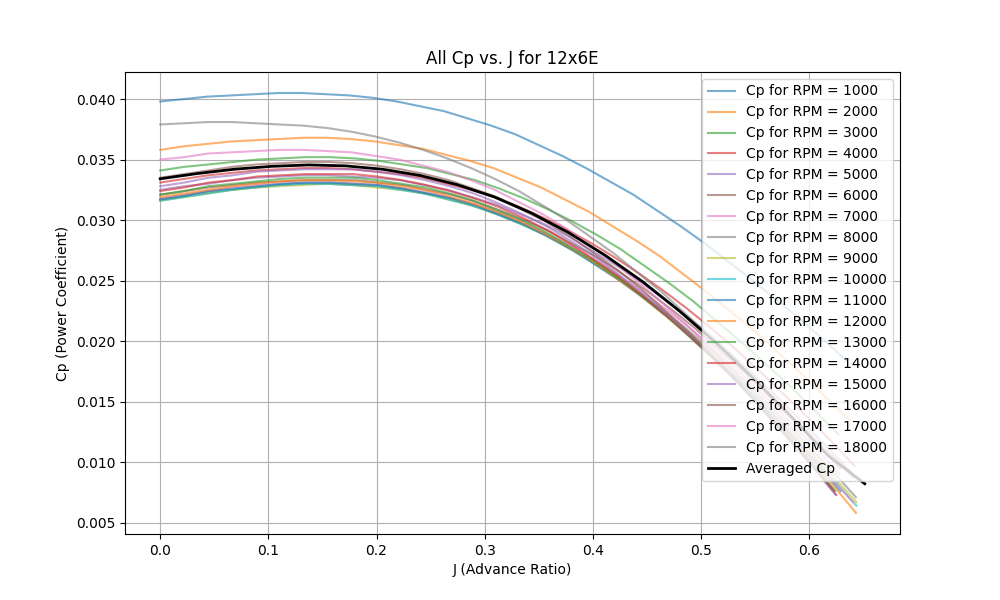 All Cp vs. J for 12x6E
Cp (Power Coefficient)
0.040
0.035
0.030
0.025
0.020
0.015
0.010
0.005
0.0 0.1 0.2 0.3 0.4 0.5 0.6
J (Advance Ratio)
Cp for RPM = 1000
Cp for RPM = 2000
Cp for RPM = 3000
Cp for RPM = 4000
Cp for RPM = 5000
Cp for RPM = 6000
Cp for RPM = 7000
Cp for RPM = 8000
Cp for RPM = 9000
Cp for RPM = 10000
Cp for RPM = 11000
Cp for RPM = 12000
Cp for RPM = 13000
Cp for RPM = 14000
Cp for RPM = 15000
Cp for RPM = 16000
Cp for RPM = 17000
Cp for RPM = 18000
Averaged Cp